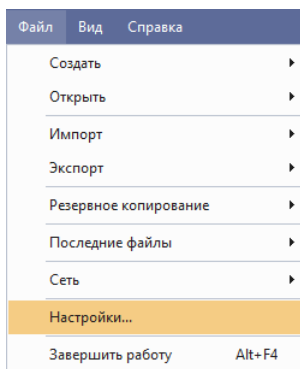 Файл Вид Справка
Создать
Открыть
Импорт
Экспорт
Резервное копирование
Последние файлы
Сеть
Настройки...
Завершить работу Alt+F4